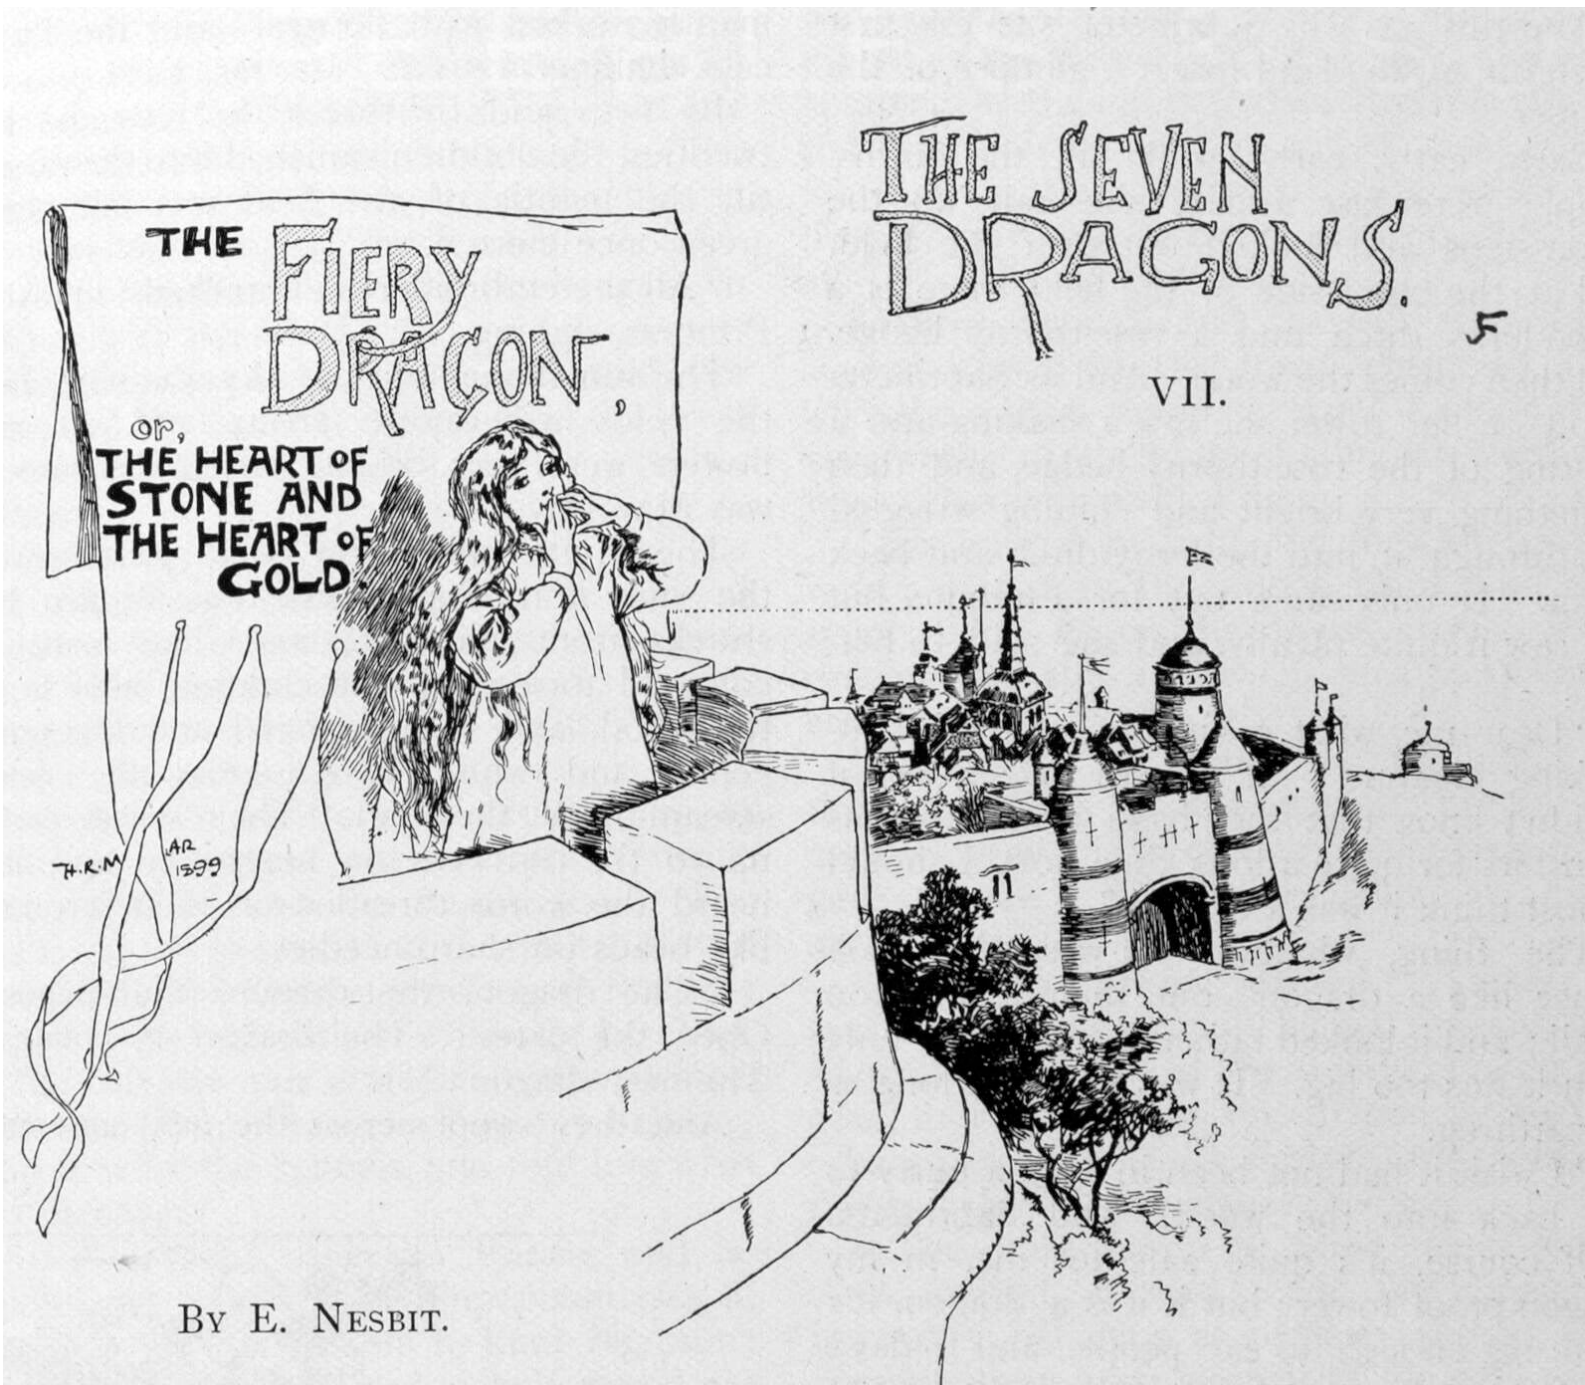 THE SEVEN
DRAGONS.
VII.
THE FIERY
DRAGON,
or,
THE HEART OF
STONE AND
THE HEART OF
GOLD.
H.R.M AR
1899
BY E. NESBIT.